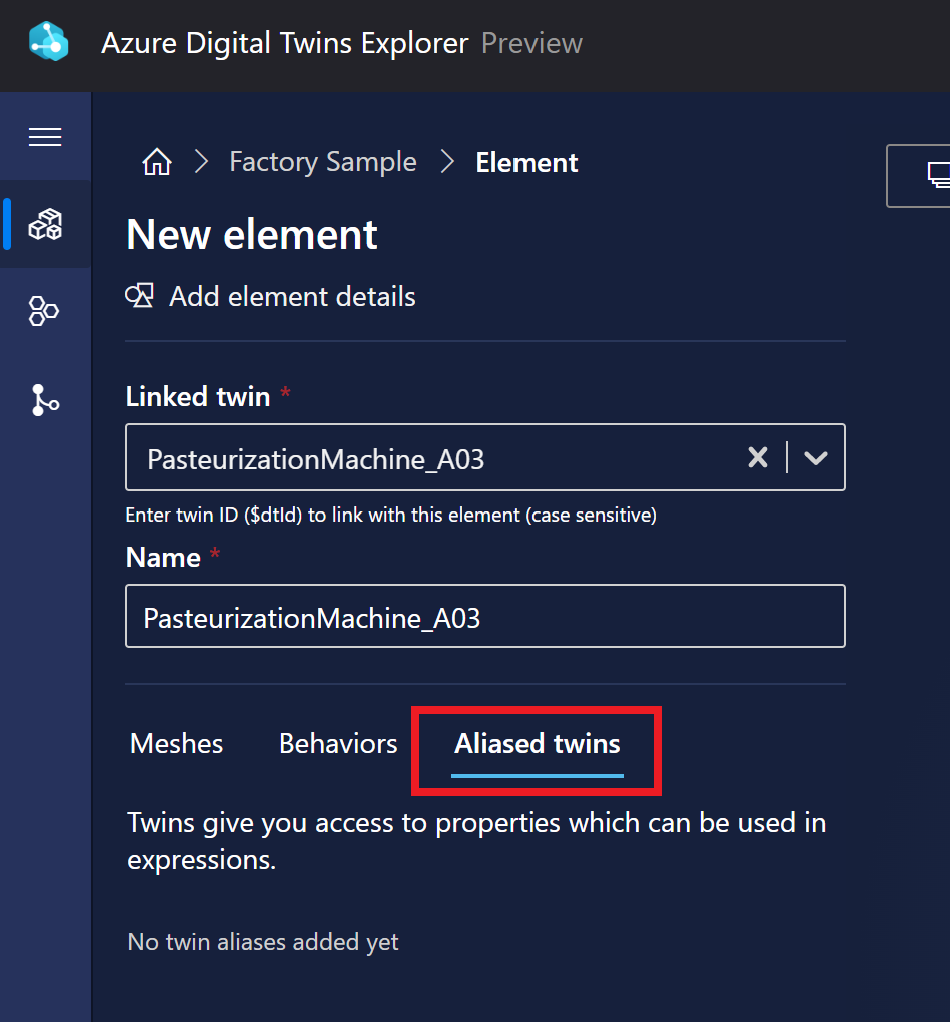 Azure Digital Twins Explorer Preview
Factory Sample Element
New element
Add element details
Linked twin *
PasteurizationMachine_A03
Enter twin ID ($dtId) to link with this element (case sensitive)
Name *
PasteurizationMachine_A03
Meshes Behaviors Aliased twins
Twins give you access to properties which can be used in
expressions.
No twin aliases added yet